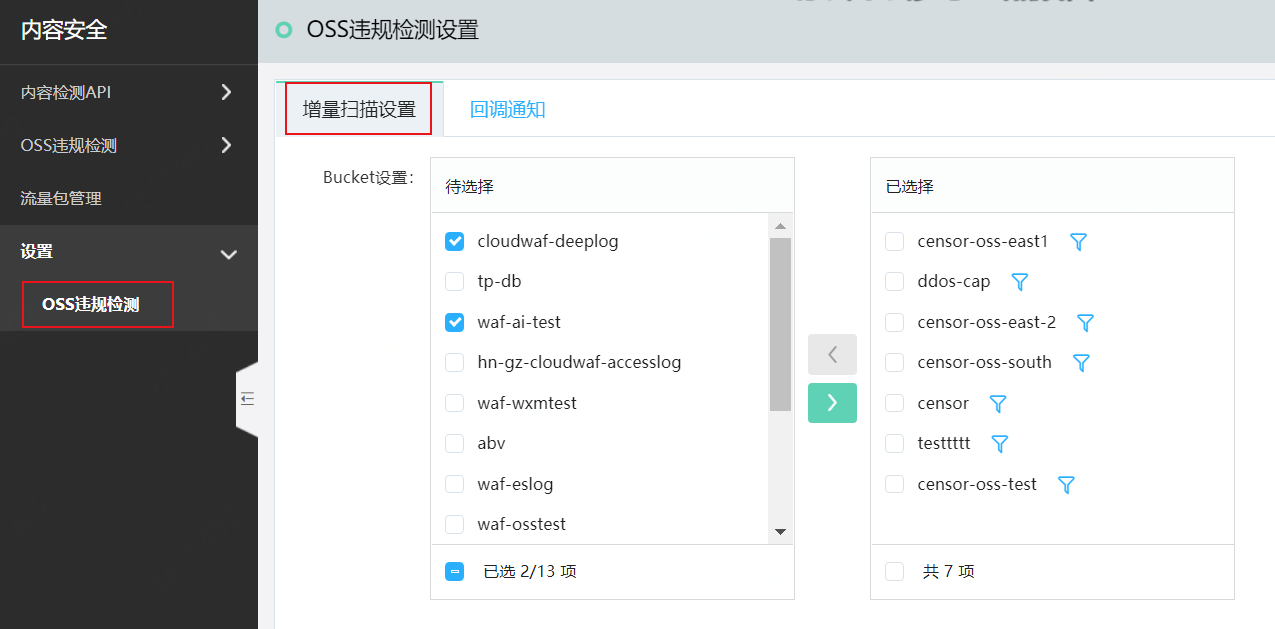 内容安全
内容检测API
OSS违规检测
流量包管理
设置
OSS违规检测
OSS违规检测设置
增量扫描设置
回调通知
Bucket设置:
待选择
cloudwaf-deeplog
tp-db
waf-ai-test
hn-gz-cloudwaf-accesslog
waf-wxmtest
abv
waf-eslog
waf-osstest
已选 2/13 项
已选择
censor-oss-east1
ddos-cap
censor-oss-east-2
censor-oss-south
censor
testtttt
censor-oss-test
共 7 项